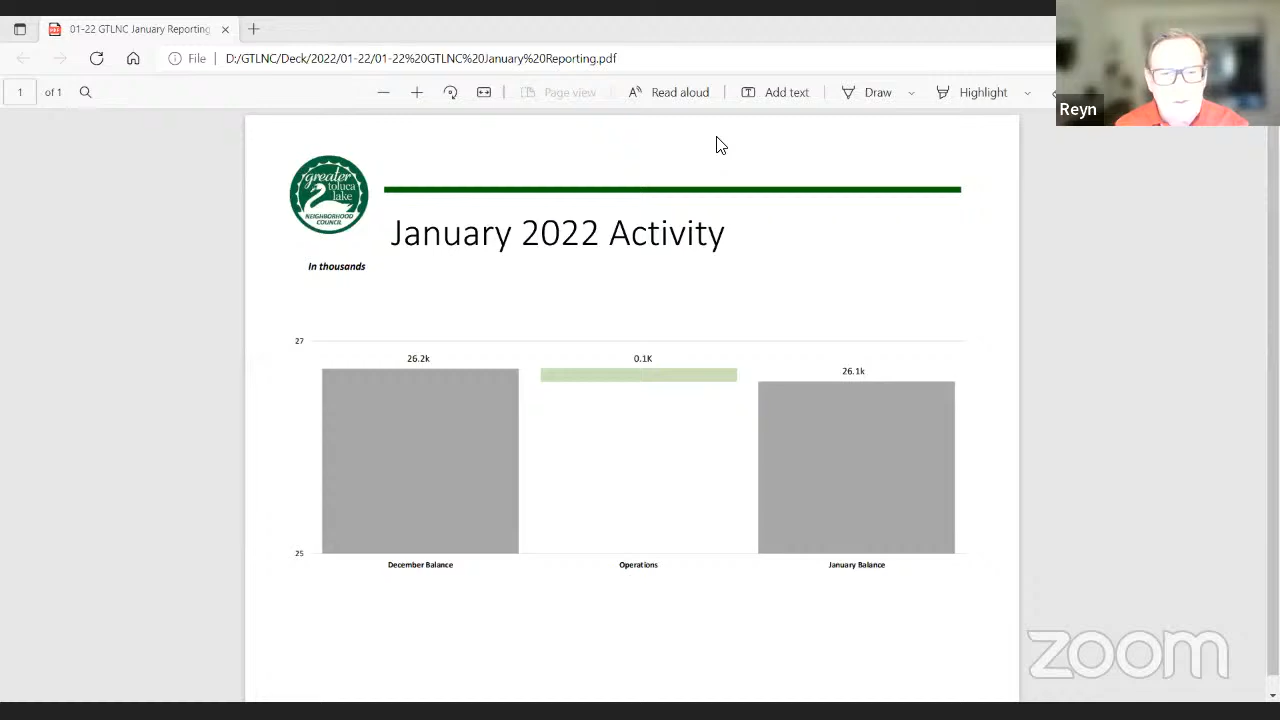 01-22 GTLNC January Reporting
File
D:/GTLNC/Deck/2022/01-22/01-22%20GTLNC%20January%20Reporting.pdf
1 of 1
Page view
Read aloud
Add text
Draw
Highlight
Reyn
greater
toluca
lake
NEIGHBORHOOD
COUNCIL
January 2022 Activity
In thousands
27
26.2k
0.1K
26.1k
25
December Balance
Operations
January Balance
zoom